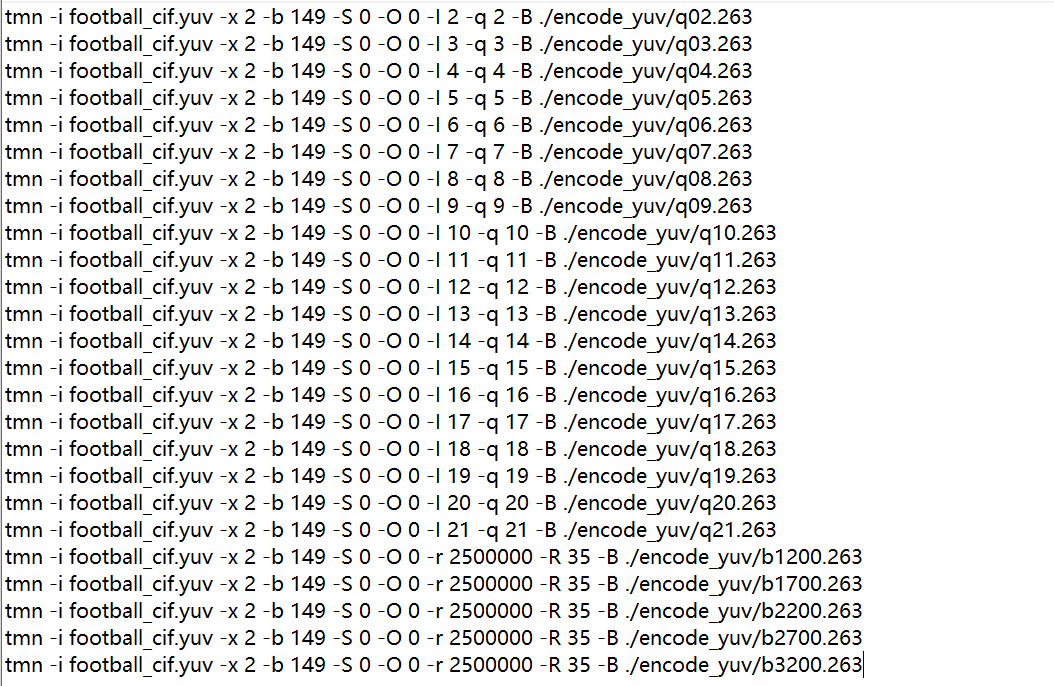 tmn -i football_cif.yuv -x 2 -b 149 -S 0 -O 0 -I 2 -q 2 -B ./encode_yuv/q02.263
tmn -i football_cif.yuv -x 2 -b 149 -S 0 -O 0 -I 3 -q 3 -B ./encode_yuv/q03.263
tmn -i football_cif.yuv -x 2 -b 149 -S 0 -O 0 -I 4 -q 4 -B ./encode_yuv/q04.263
tmn -i football_cif.yuv -x 2 -b 149 -S 0 -O 0 -I 5 -q 5 -B ./encode_yuv/q05.263
tmn -i football_cif.yuv -x 2 -b 149 -S 0 -O 0 -I 6 -q 6 -B ./encode_yuv/q06.263
tmn -i football_cif.yuv -x 2 -b 149 -S 0 -O 0 -I 7 -q 7 -B ./encode_yuv/q07.263
tmn -i football_cif.yuv -x 2 -b 149 -S 0 -O 0 -I 8 -q 8 -B ./encode_yuv/q08.263
tmn -i football_cif.yuv -x 2 -b 149 -S 0 -O 0 -I 9 -q 9 -B ./encode_yuv/q09.263
tmn -i football_cif.yuv -x 2 -b 149 -S 0 -O 0 -I 10 -q 10 -B ./encode_yuv/q10.263
tmn -i football_cif.yuv -x 2 -b 149 -S 0 -O 0 -I 11 -q 11 -B ./encode_yuv/q11.263
tmn -i football_cif.yuv -x 2 -b 149 -S 0 -O 0 -I 12 -q 12 -B ./encode_yuv/q12.263
tmn -i football_cif.yuv -x 2 -b 149 -S 0 -O 0 -I 13 -q 13 -B ./encode_yuv/q13.263
tmn -i football_cif.yuv -x 2 -b 149 -S 0 -O 0 -I 14 -q 14 -B ./encode_yuv/q14.263
tmn -i football_cif.yuv -x 2 -b 149 -S 0 -O 0 -I 15 -q 15 -B ./encode_yuv/q15.263
tmn -i football_cif.yuv -x 2 -b 149 -S 0 -O 0 -I 16 -q 16 -B ./encode_yuv/q16.263
tmn -i football_cif.yuv -x 2 -b 149 -S 0 -O 0 -I 17 -q 17 -B ./encode_yuv/q17.263
tmn -i football_cif.yuv -x 2 -b 149 -S 0 -O 0 -I 18 -q 18 -B ./encode_yuv/q18.263
tmn -i football_cif.yuv -x 2 -b 149 -S 0 -O 0 -I 19 -q 19 -B ./encode_yuv/q19.263
tmn -i football_cif.yuv -x 2 -b 149 -S 0 -O 0 -I 20 -q 20 -B ./encode_yuv/q20.263
tmn -i football_cif.yuv -x 2 -b 149 -S 0 -O 0 -I 21 -q 21 -B ./encode_yuv/q21.263
tmn -i football_cif.yuv -x 2 -b 149 -S 0 -O 0 -r 2500000 -R 35 -B ./encode_yuv/b1200.263
tmn -i football_cif.yuv -x 2 -b 149 -S 0 -O 0 -r 2500000 -R 35 -B ./encode_yuv/b1700.263
tmn -i football_cif.yuv -x 2 -b 149 -S 0 -O 0 -r 2500000 -R 35 -B ./encode_yuv/b2200.263
tmn -i football_cif.yuv -x 2 -b 149 -S 0 -O 0 -r 2500000 -R 35 -B ./encode_yuv/b2700.263
tmn -i football_cif.yuv -x 2 -b 149 -S 0 -O 0 -r 2500000 -R 35 -B ./encode_yuv/b3200.263